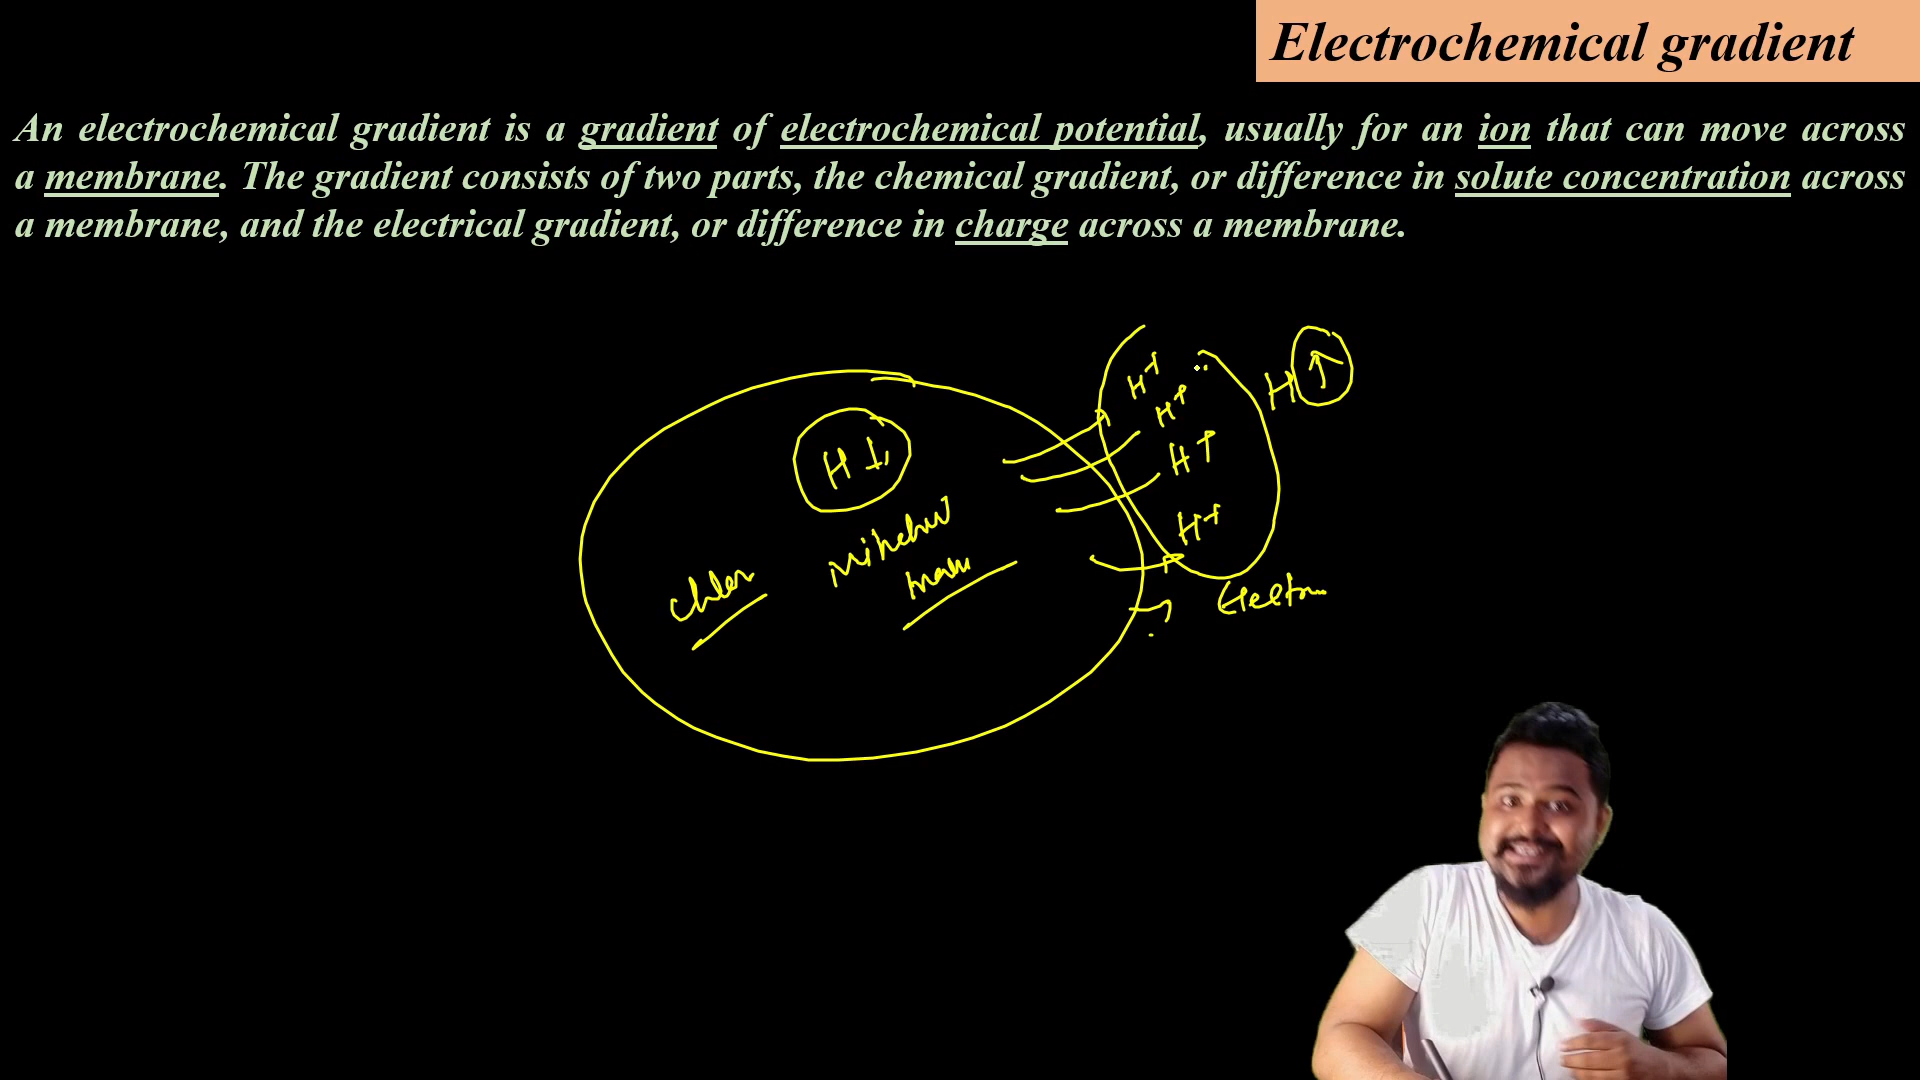 Electrochemical gradient
An electrochemical gradient is a gradient of electrochemical potential, usually for an ion that can move across
a membrane. The gradient consists of two parts, the chemical gradient, or difference in solute concentration across
a membrane, and the electrical gradient, or difference in charge across a membrane.
H+
H ↑
H+
H ↓
H+
H+